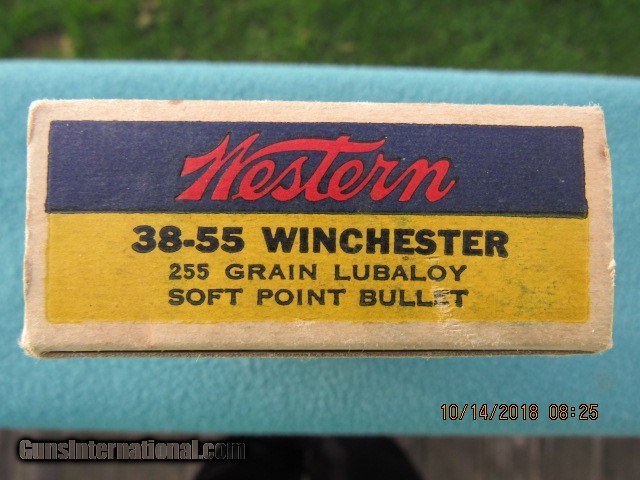 Western
38-55 WINCHESTER
255 GRAIN LUBALOY
SOFT POINT BULLET
10/14/2018 08:25
GunsInternational.com